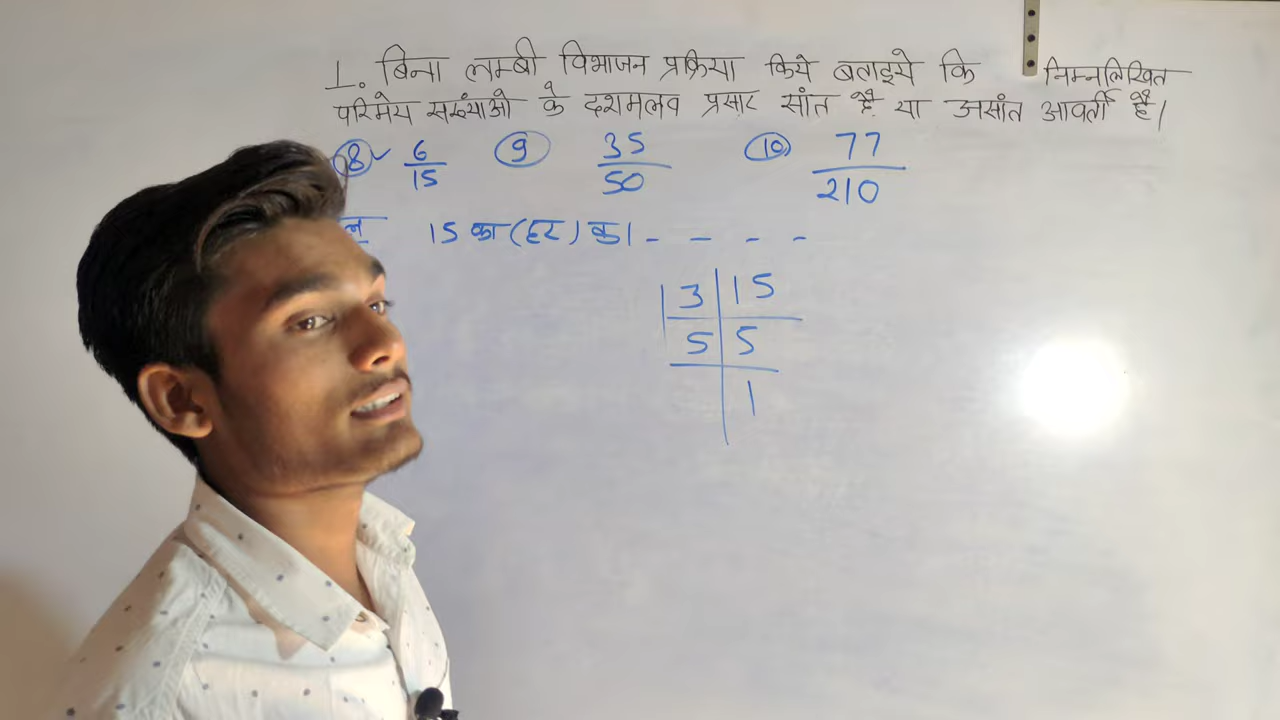 1. बिना लम्बी विभाजन प्रक्रिया किये बताइये कि निम्नलिखित
परिमेय सख्ंयाओ के दशमलव प्रसार सांत है या असांत आवर्ती है।
(8) ✓ 6/15 (9) 35/50 (10) 77/210
15 का (हर) का - - - -
3 | 15
5 | 5
1